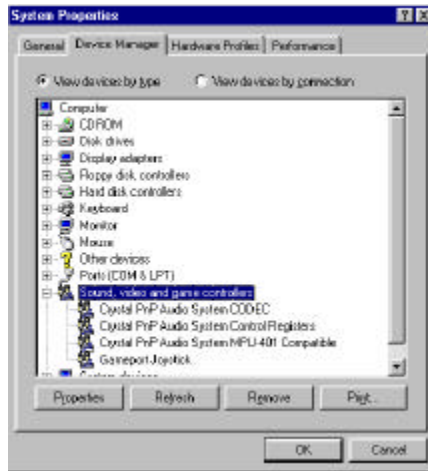 System Properties
General Device Manager Hardware Profiles Performance
View devices by type View devices by connection
Computer
CDROM
Disk drives
Display adapters
Floppy disk controllers
Hard disk controllers
Keyboard
Monitor
Mouse
Other devices
Ports (COM & LPT)
Sound, video and game controllers
Crystal PnP Audio System CODEC
Crystal PnP Audio System Control Registers
Crystal PnP Audio System MPU-401 Compatible
Gameport Joystick
System devices
Properties Refresh Remove Print...
OK Cancel